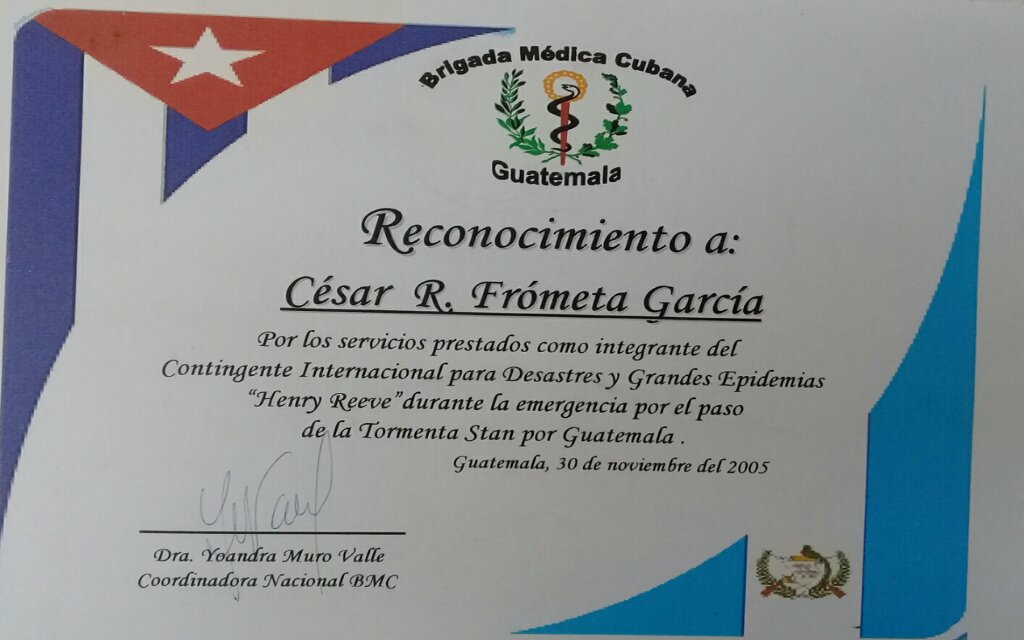 Brigada Médica Cubana
Guatemala
Reconocimiento a:
César R. Frómeta García
Por los servicios prestados como integrante del
Contingente Internacional para Desastres y Grandes Epidemias
“Henry Reeve” durante la emergencia por el paso
de la Tormenta Stan por Guatemala .
Guatemala, 30 de noviembre del 2005
Dra. Yoandra Muro Valle
Coordinadora Nacional BMC